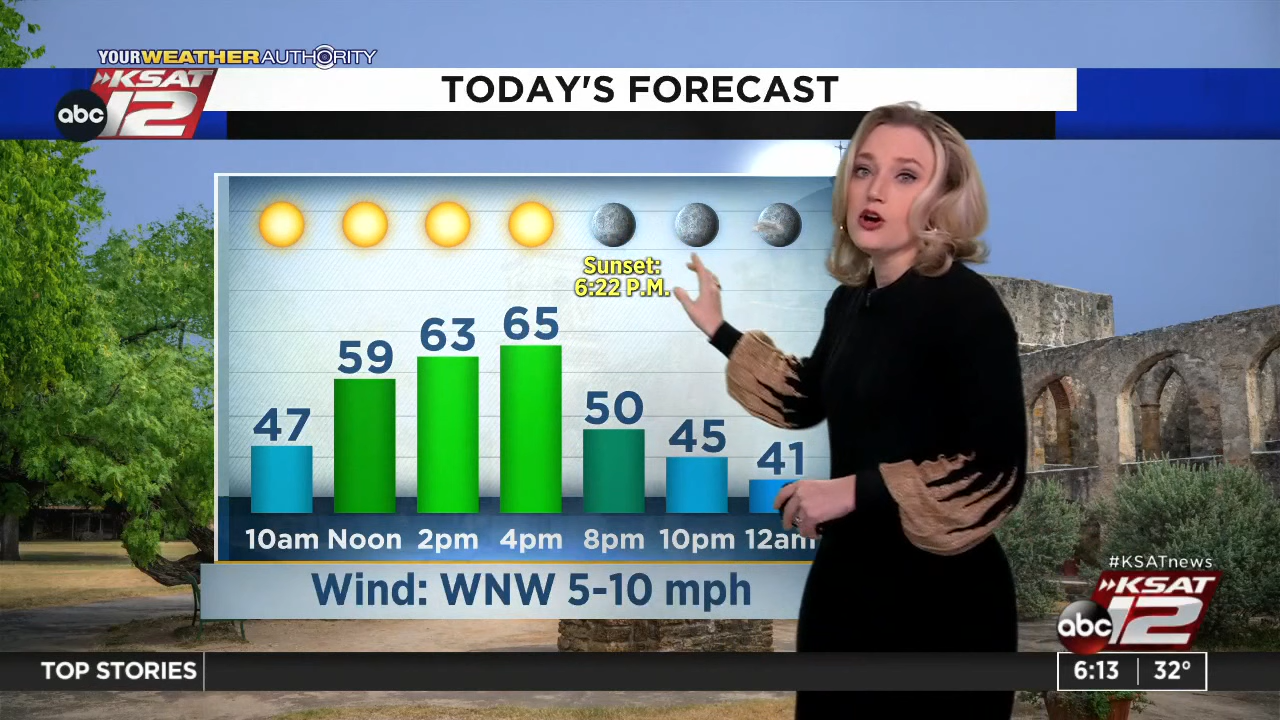 YOURWEATHERAUTHORITY
KSAT
abc 12
TODAY'S FORECAST
Sunset:
6:22 P.M.
47 59 63 65 50 45 41
10am Noon 2pm 4pm 8pm 10pm 12am
Wind: WNW 5-10 mph
#KSATnews
KSAT
abc 12
TOP STORIES
6:13 32°